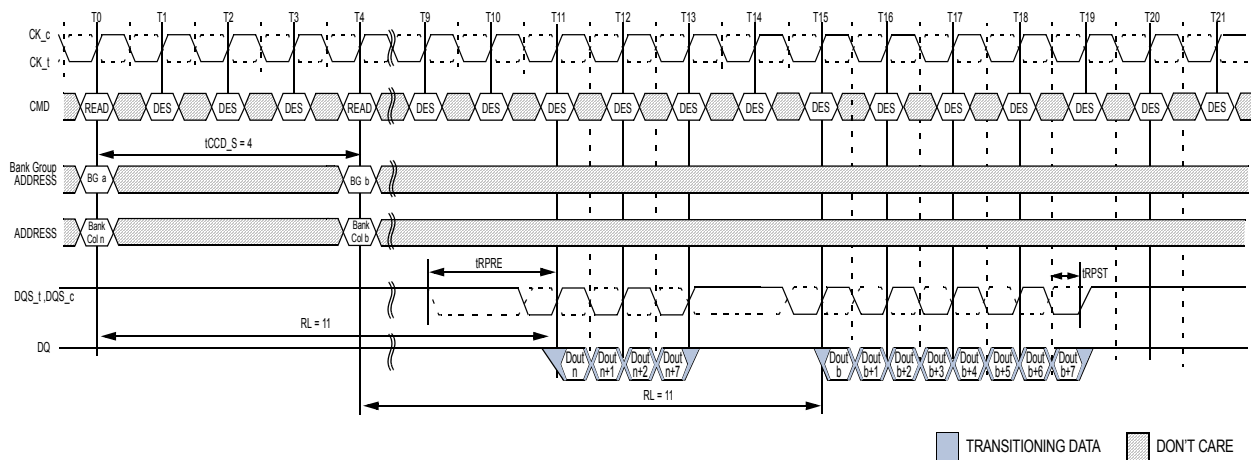 T0 T1 T2 T3 T4 T9 T10 T11 T12 T13 T14 T15 T16 T17 T18 T19 T20 T21
CK_c
CK_t
CMD READ DES DES DES READ DES DES DES DES DES DES DES DES DES DES DES DES DES
tCCD_S = 4
Bank Group
ADDRESS
BG a BG b
ADDRESS
Bank
Col n
Bank
Col b
tRPRE
tRPST
DQS_t ,DQS_c
RL = 11
DQ
Dout
n
Dout
n+1
Dout
n+2
Dout
n+7
Dout
b
Dout
b+1
Dout
b+2
Dout
b+3
Dout
b+4
Dout
b+5
Dout
b+6
Dout
b+7
RL = 11
TRANSITIONING DATA DON'T CARE